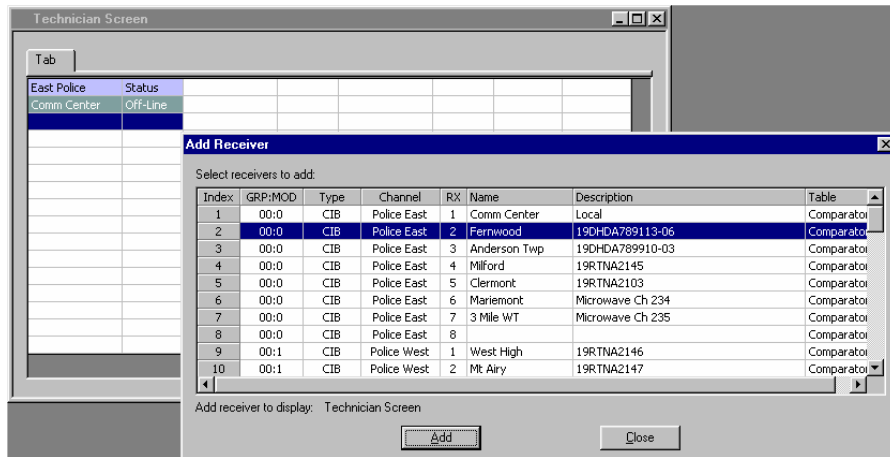 Technician Screen
Tab
East Police Status
Comm Center Off-Line
Add Receiver
Select receivers to add:
Index GRP:MOD Type Channel RX Name Description Table
1 00:0 CIB Police East 1 Comm Center Local Comparator
2 00:0 CIB Police East 2 Fernwood 19DHDA789113-06 Comparator
3 00:0 CIB Police East 3 Anderson Twp 19DHDA789910-03 Comparator
4 00:0 CIB Police East 4 Milford 19RTNA2145 Comparator
5 00:0 CIB Police East 5 Clermont 19RTNA2103 Comparator
6 00:0 CIB Police East 6 Mariemont Microwave Ch 234 Comparator
7 00:0 CIB Police East 7 3 Mile WT Microwave Ch 235 Comparator
8 00:0 CIB Police East 8 Comparator
9 00:1 CIB Police West 1 West High 19RTNA2146 Comparator
10 00:1 CIB Police West 2 Mt Airy 19RTNA2147 Comparator
Add receiver to display: Technician Screen
Add Close